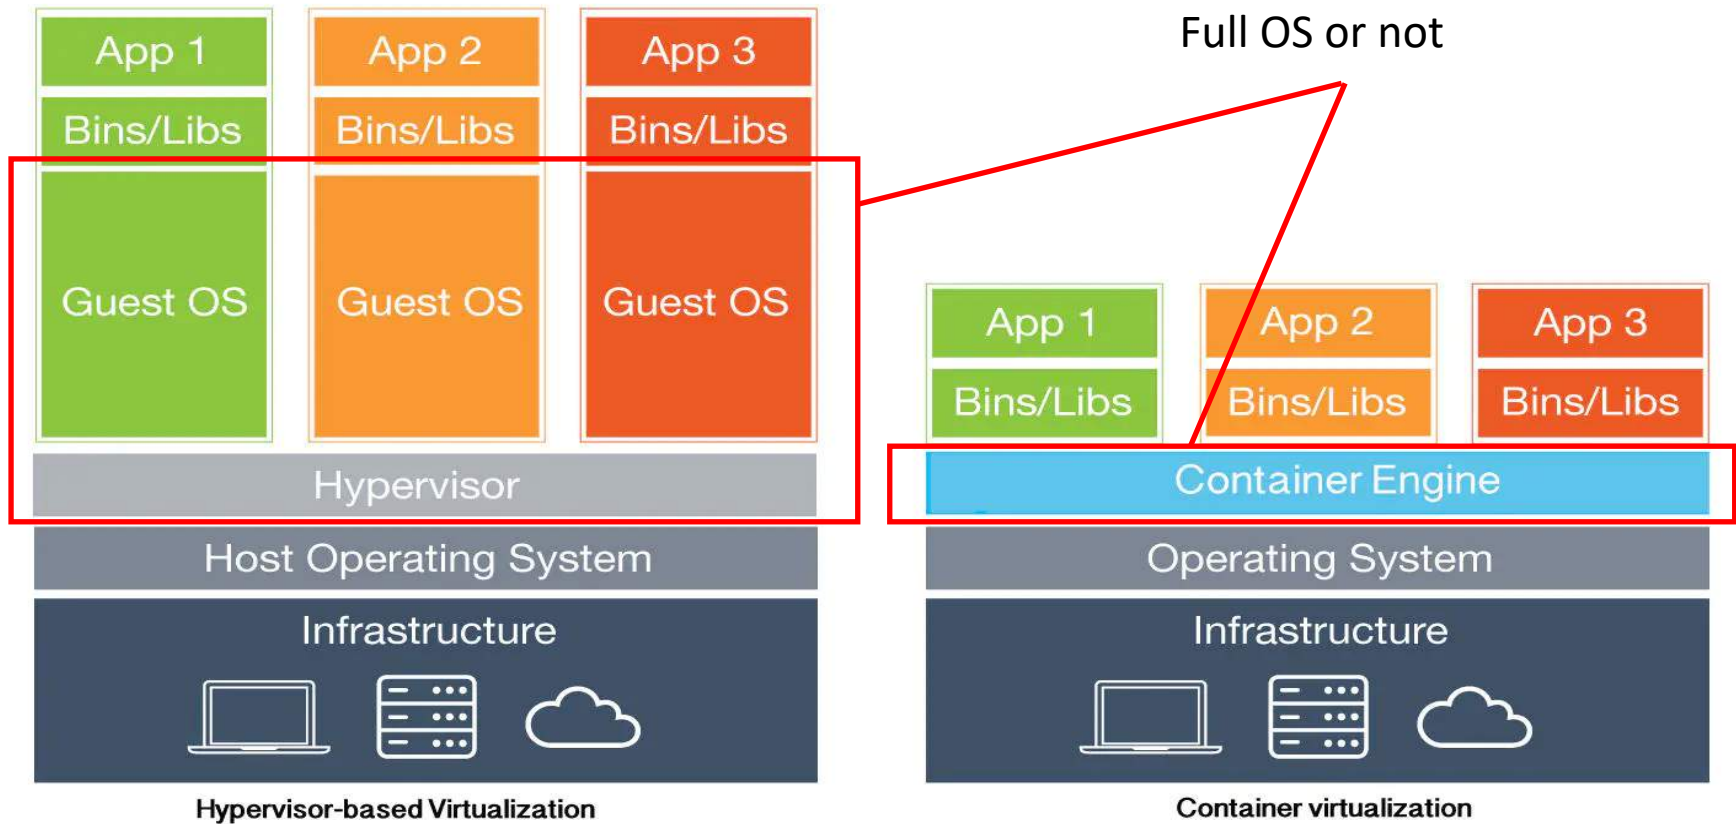 Full OS or not
App 1
App 2
App 3
Bins/Libs
Bins/Libs
Bins/Libs
Guest OS
Guest OS
Guest OS
Hypervisor
Host Operating System
Infrastructure
Hypervisor-based Virtualization
App 1
App 2
App 3
Bins/Libs
Bins/Libs
Bins/Libs
Container Engine
Operating System
Infrastructure
Container virtualization